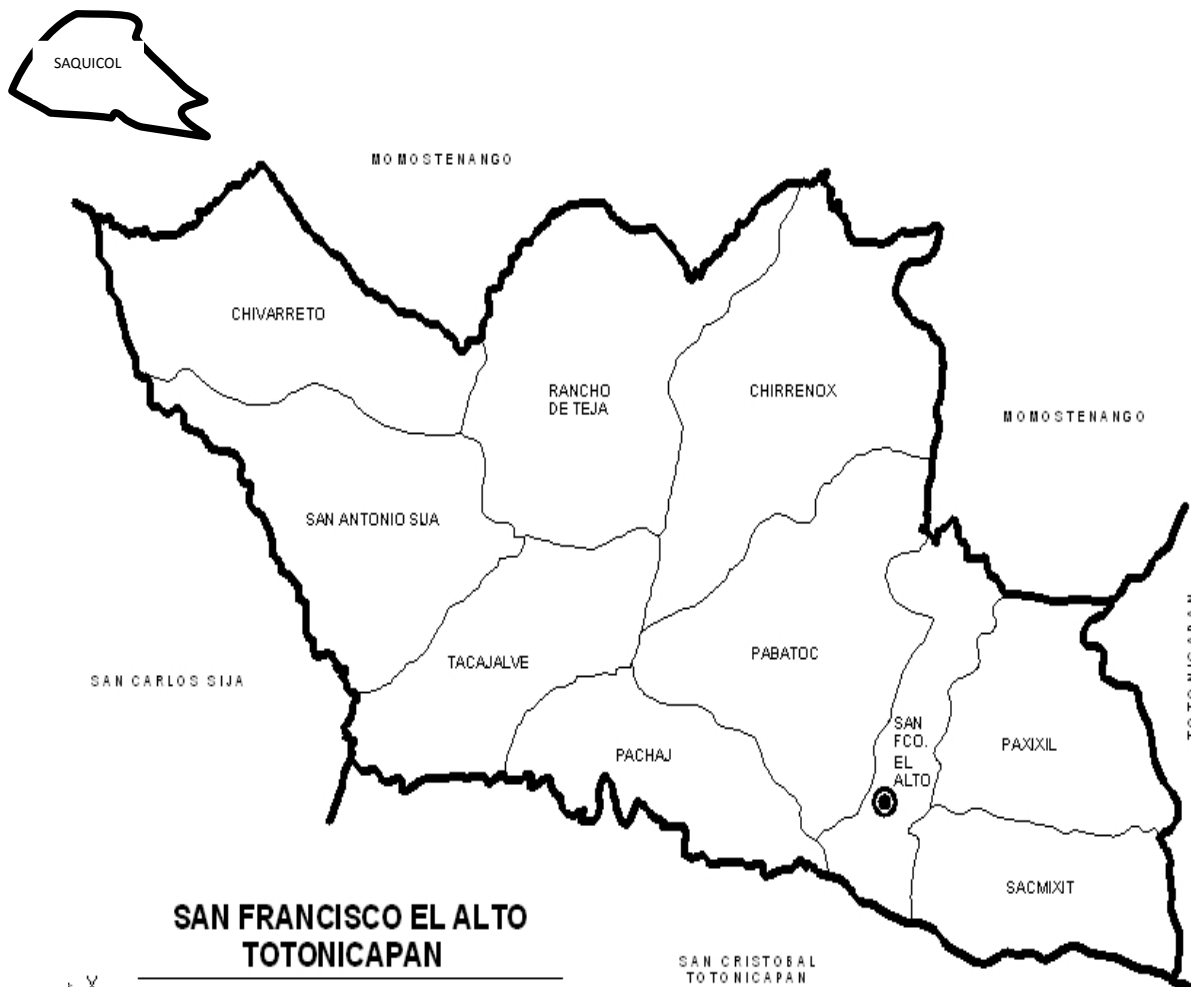 SAQUICOL
MOMOSTENANGO
CHIVARRETO
RANCHO
DE TEJA
CHIRRENOX
MOMOSTENANGO
SAN ANTONIO SIJA
TACAJALVE
PABATOC
SAN CARLOS SIJA
SAN
FCO.
EL
ALTO
PAXIXIL
PACHAJ
SACMIXIT
SAN FRANCISCO EL ALTO
TOTONICAPAN
SAN CRISTOBAL
TOTONICAPAN